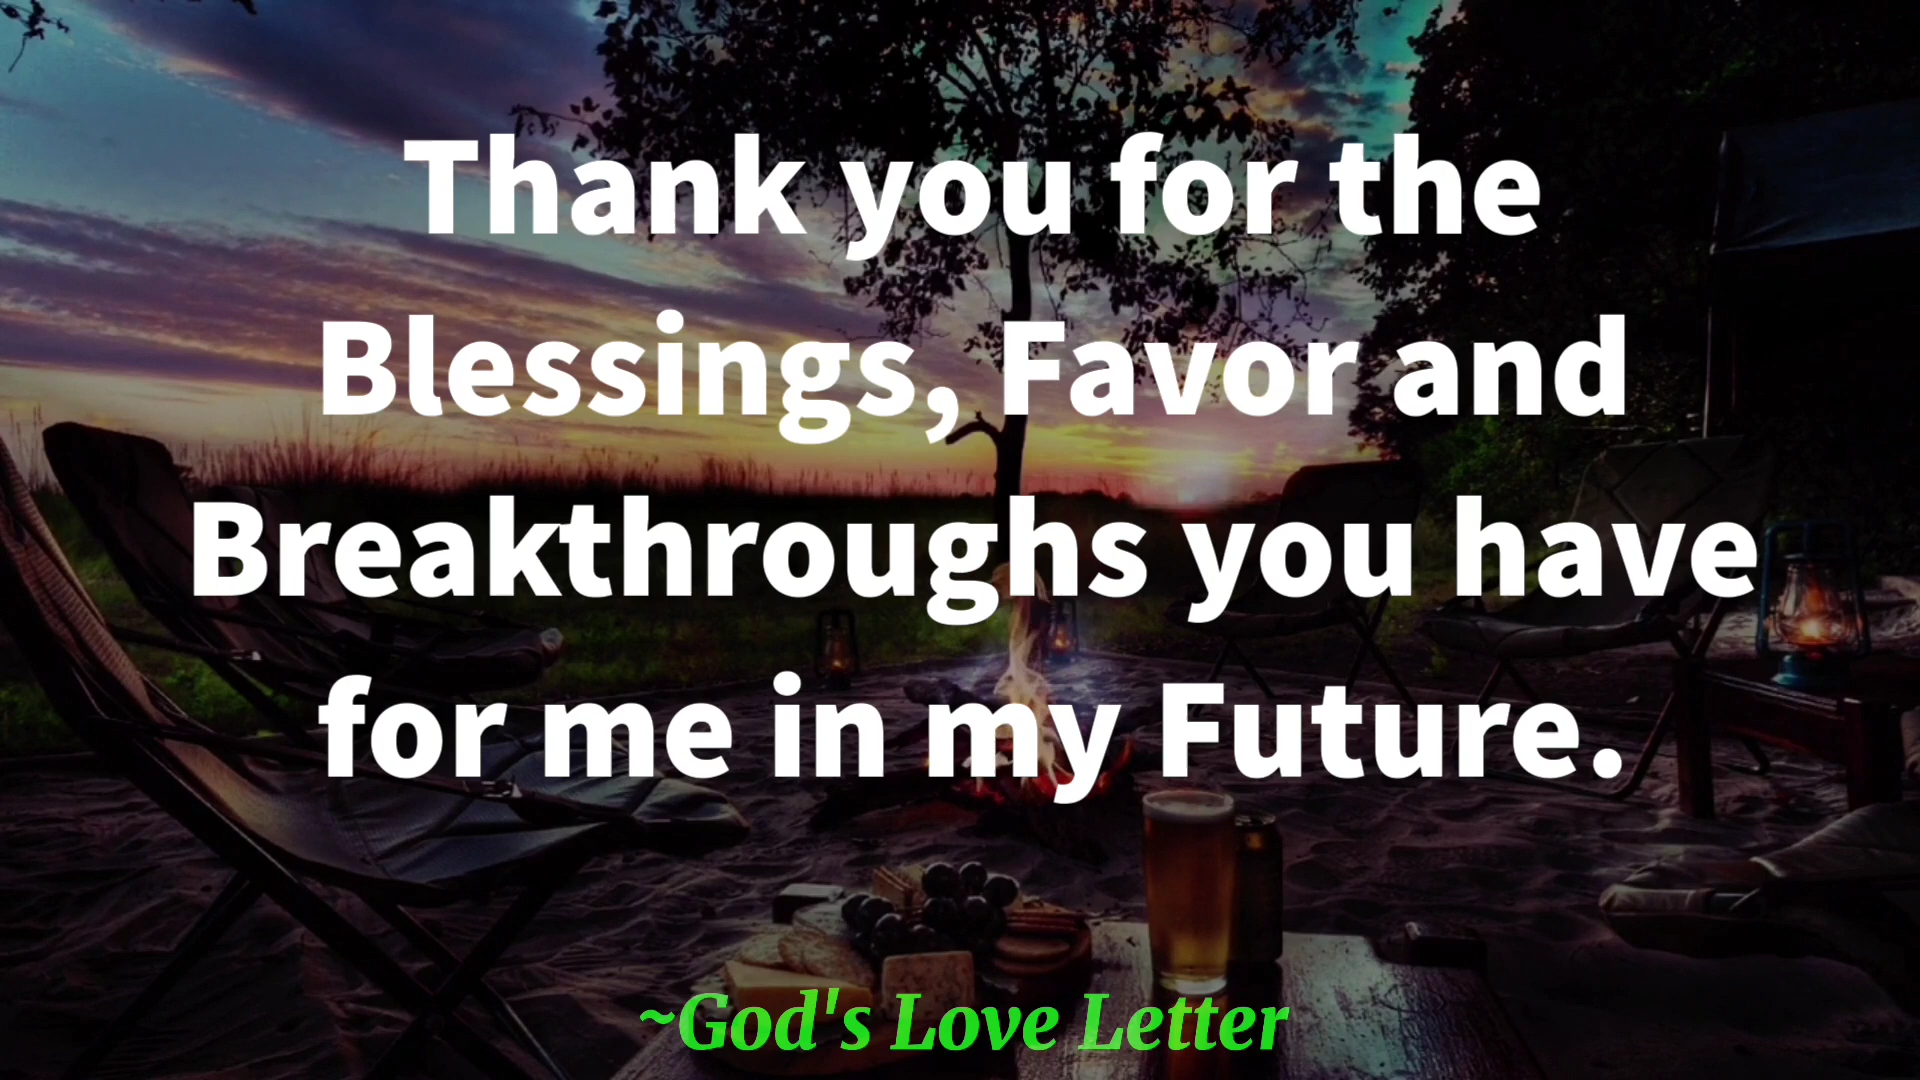 Thank you for the
Blessings, Favor and
Breakthroughs you have
for me in my Future.
~God's Love Letter